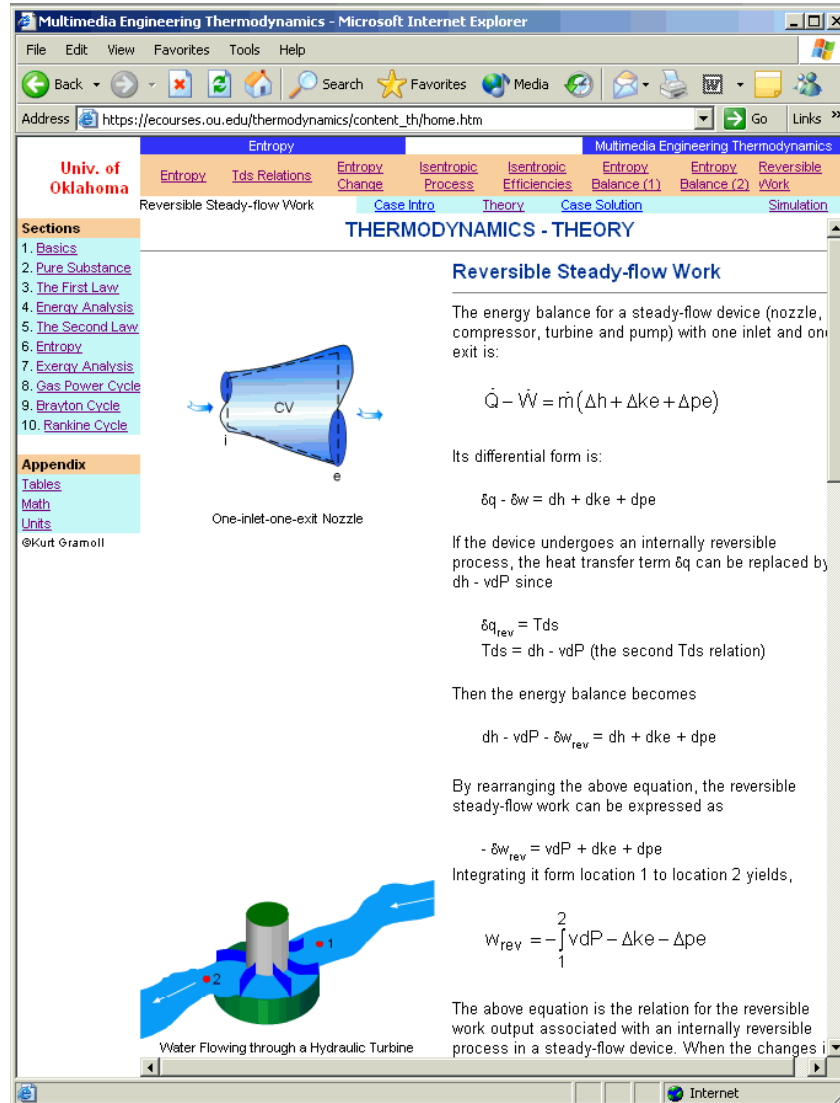 Multimedia Engineering Thermodynamics - Microsoft Internet Explorer
File Edit View Favorites Tools Help
Back Search Favorites Media
Address https://ecourses.ou.edu/thermodynamics/content_th/home.htm Go Links »
Entropy Multimedia Engineering Thermodynamics
Univ. of Oklahoma
Entropy Tds Relations Entropy Change Isentropic Process Isentropic Efficiencies Entropy Balance (1) Entropy Balance (2) Reversible Work
Reversible Steady-flow Work Case Intro Theory Case Solution Simulation
Sections
1. Basics
2. Pure Substance
3. The First Law
4. Energy Analysis
5. The Second Law
6. Entropy
7. Exergy Analysis
8. Gas Power Cycle
9. Brayton Cycle
10. Rankine Cycle
Appendix
Tables
Math
Units
©Kurt Gramoll
THERMODYNAMICS - THEORY
CV
i
e
One-inlet-one-exit Nozzle
Reversible Steady-flow Work
The energy balance for a steady-flow device (nozzle,
compressor, turbine and pump) with one inlet and one
exit is:
Q̇ - Ẇ = ṁ(Δh + Δke + Δpe)
Its differential form is:
δq - δw = dh + dke + dpe
If the device undergoes an internally reversible
process, the heat transfer term δq can be replaced by
dh - vdP since
δq_rev = Tds
Tds = dh - vdP (the second Tds relation)
Then the energy balance becomes
dh - vdP - δw_rev = dh + dke + dpe
By rearranging the above equation, the reversible
steady-flow work can be expressed as
- δw_rev = vdP + dke + dpe
Integrating it form location 1 to location 2 yields,
w_rev = -∫₁² vdP - Δke - Δpe
The above equation is the relation for the reversible
work output associated with an internally reversible
process in a steady-flow device. When the changes i
1
2
Water Flowing through a Hydraulic Turbine
Internet